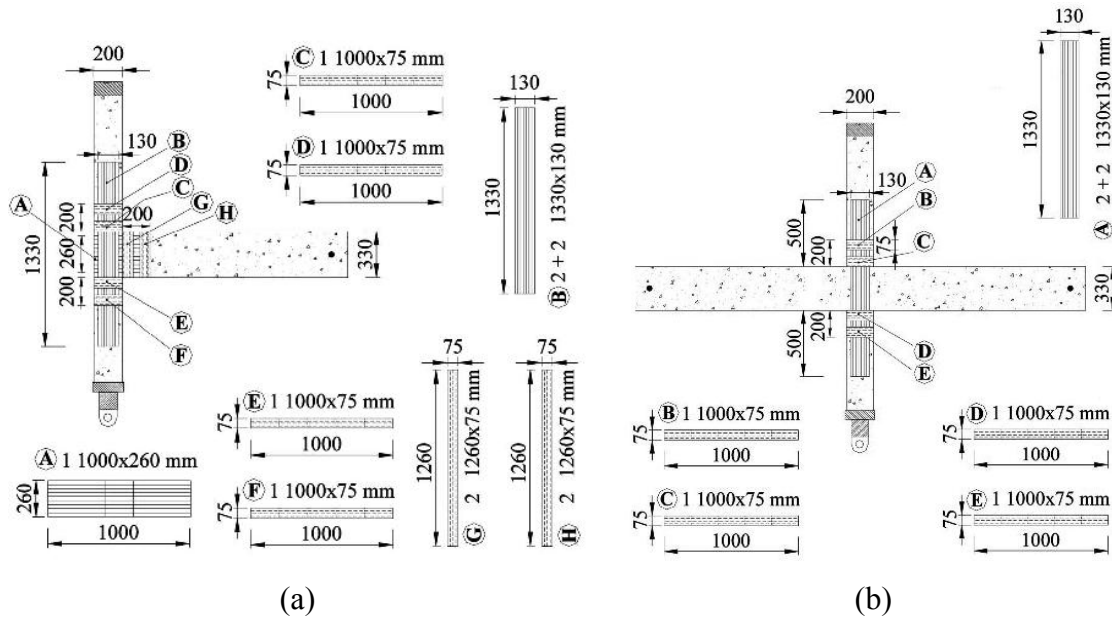 200
130
B
D
C
A
200
G
H
1330
200
260
200
330
E
F
C 1 1000x75 mm
75
1000
D 1 1000x75 mm
75
1000
130
1330
B 2 + 2 1330x130 mm
E 1 1000x75 mm
75
1000
A 1 1000x260 mm
260
1000
F 1 1000x75 mm
75
1000
75
1260
G 2 1260x75 mm
75
1260
H 2 1260x75 mm
(a)
130
1330
A 2 + 2 1330x130 mm
200
130
A
B
75
C
500
200
330
200
500
D
E
B 1 1000x75 mm
75
1000
D 1 1000x75 mm
75
1000
C 1 1000x75 mm
75
1000
E 1 1000x75 mm
75
1000
(b)